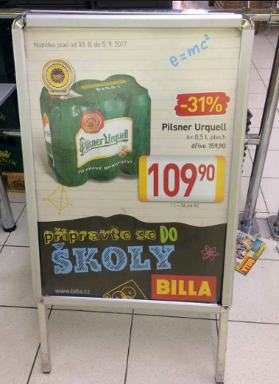 Nabídka platí od 30. 8. do 5. 9. 2017
e=mc²
-31%
Pilsner Urquell
6× 0,5 l, plech
dříve 159,90
Pilsner Urquell
109⁹⁰
připravte se DO
ŠKOLY
www.billa.cz
BILLA